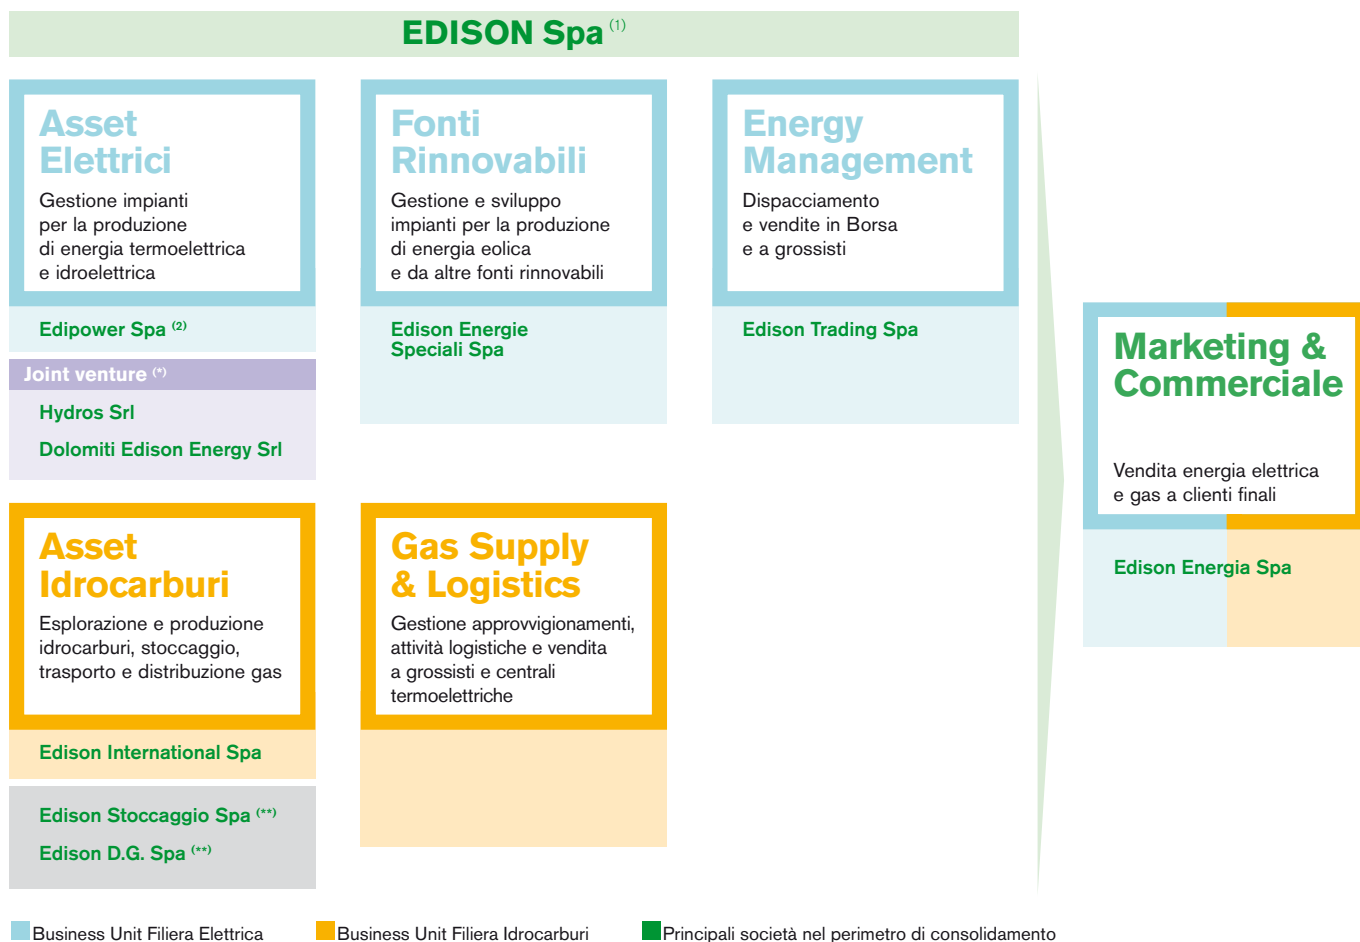 EDISON Spa (1)
Asset
Elettrici
Gestione impianti
per la produzione
di energia termoelettrica
e idroelettrica
Edipower Spa (2)
Joint venture (*)
Hydros Srl
Dolomiti Edison Energy Srl
Fonti
Rinnovabili
Gestione e sviluppo
impianti per la produzione
di energia eolica
e da altre fonti rinnovabili
Edison Energie
Speciali Spa
Energy
Management
Dispacciamento
e vendite in Borsa
e a grossisti
Edison Trading Spa
Asset
Idrocarburi
Esplorazione e produzione
idrocarburi, stoccaggio,
trasporto e distribuzione gas
Edison International Spa
Edison Stoccaggio Spa (**)
Edison D.G. Spa (**)
Gas Supply
& Logistics
Gestione approvvigionamenti,
attività logistiche e vendita
a grossisti e centrali
termoelettriche
Marketing &
Commerciale
Vendita energia elettrica
e gas a clienti finali
Edison Energia Spa
Business Unit Filiera Elettrica
Business Unit Filiera Idrocarburi
Principali società nel perimetro di consolidamento